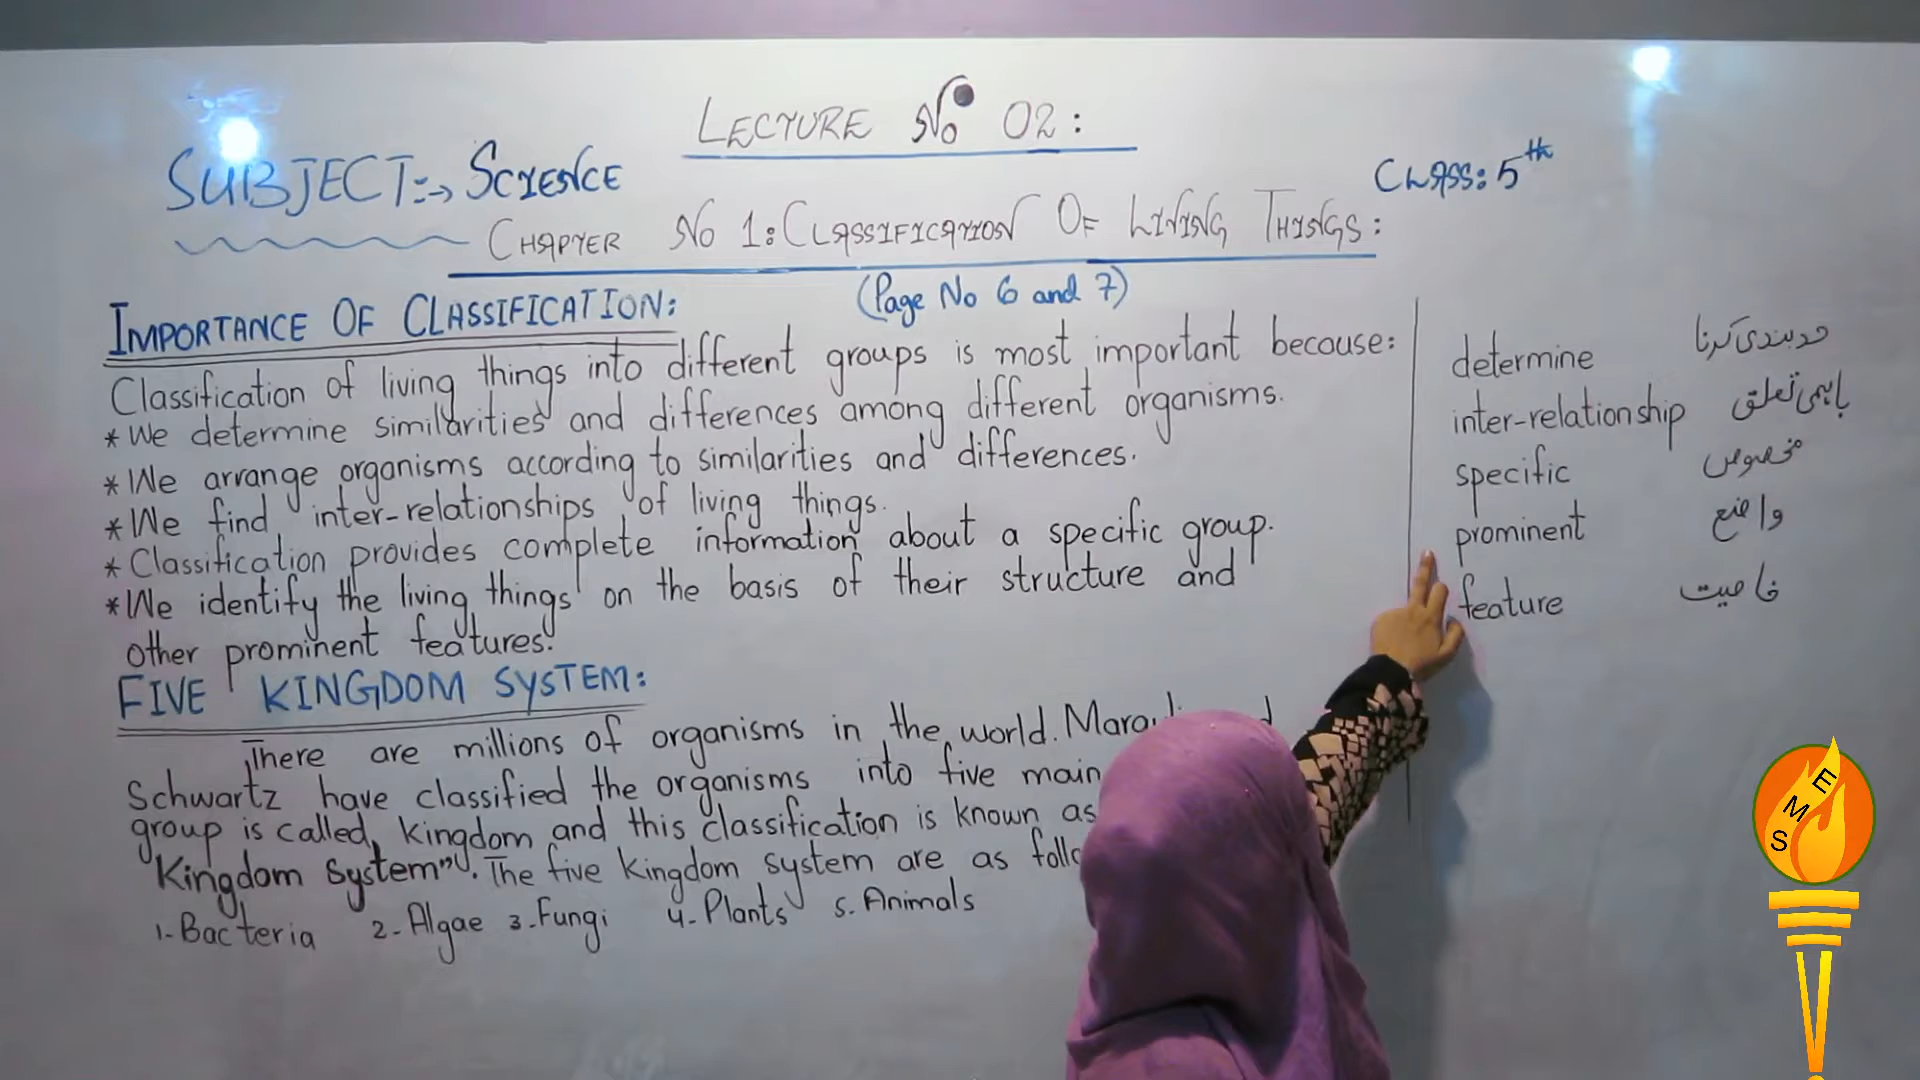 LECTURE No 02:
SUBJECT:→ SCIENCE
CLASS: 5th
CHAPTER No 1: CLASSIFICATION OF LIVING THINGS:
(Page No 6 and 7)
IMPORTANCE OF CLASSIFICATION:
Classification of living things into different groups is most important because:
* We determine similarities and differences among different organisms.
* We arrange organisms according to similarities and differences.
* We find inter-relationships of living things.
* Classification provides complete information about a specific group.
* We identify the living things on the basis of their structure and
other prominent features.
FIVE KINGDOM SYSTEM:
There are millions of organisms in the world.
Schwartz have classified the organisms into five main
group is called, kingdom and this classification is known as
Kingdom System". The five kingdom system are as
1- Bacteria 2- Algae 3- Fungi 4- Plants 5- Animals
determine حد بندی کرنا
inter-relationship باہمی تعلق
specific مخصوص
prominent واضع
feature خاصیت
EMS